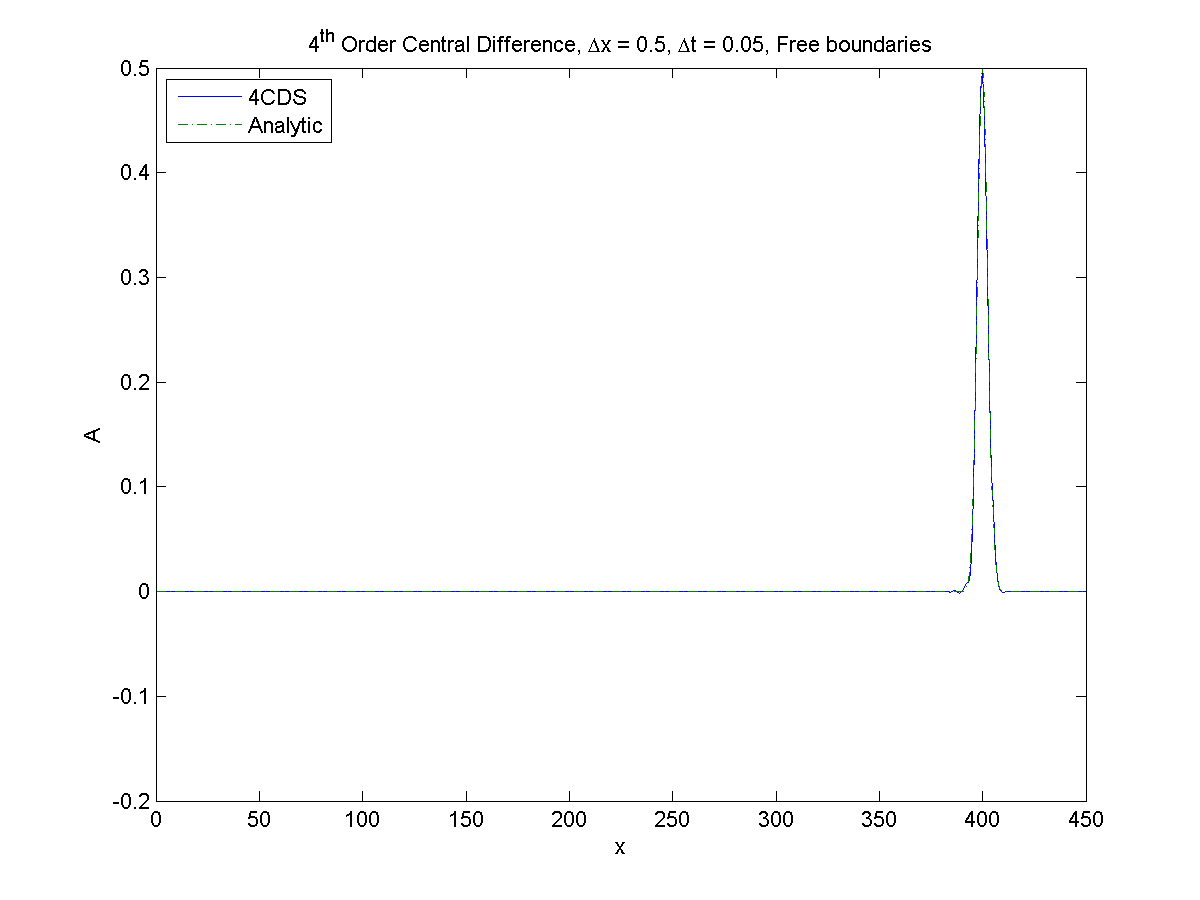 4th Order Central Difference, Δx = 0.5, Δt = 0.05, Free boundaries
4CDS
Analytic
0.5
0.4
0.3
0.2
0.1
0
-0.1
-0.2
A
0 50 100 150 200 250 300 350 400 450
x